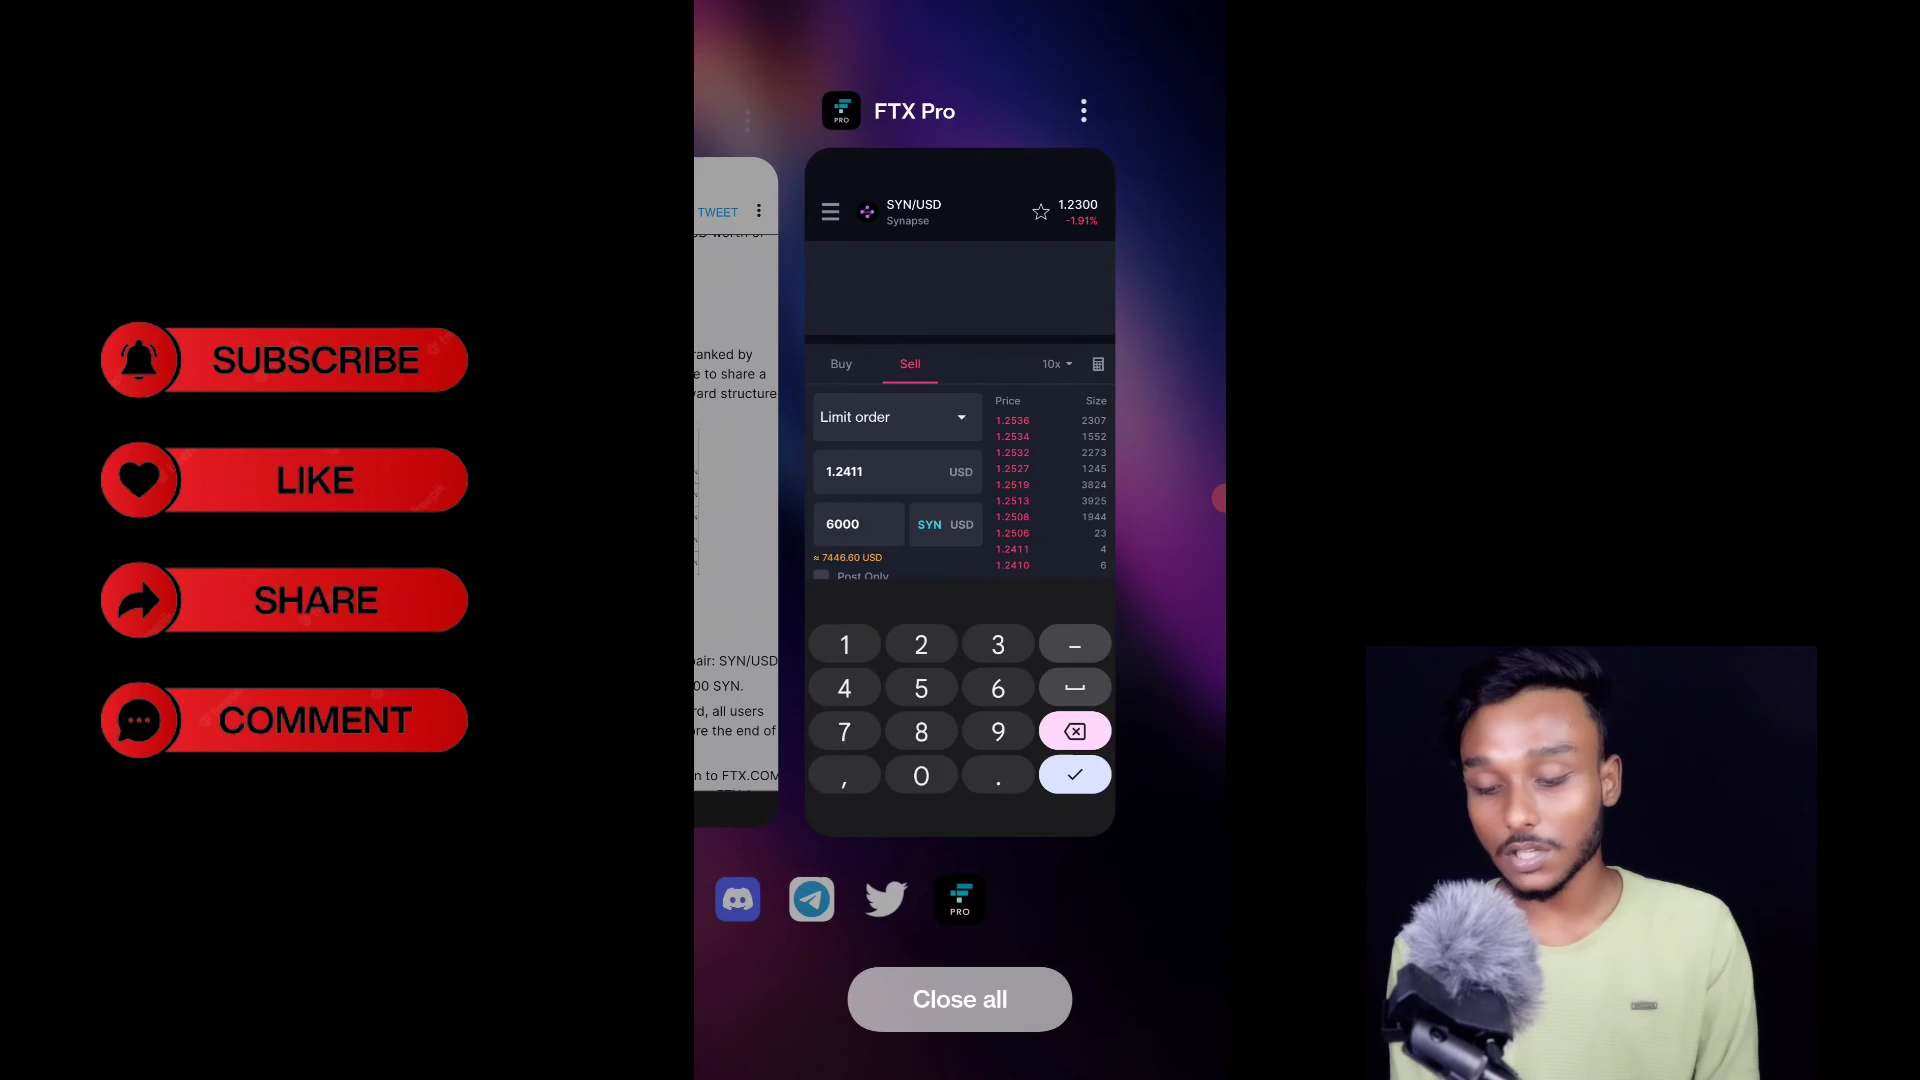 SUBSCRIBE
LIKE
SHARE
COMMENT
TWEET
ranked by
e to share a
vard structure
pair: SYN/USD
00 SYN.
rd, all users
ore the end of
n to FTX.COM
PRO
FTX Pro
SYN/USD
Synapse
1.2300
-1.91%
Buy
Sell
10x
Limit order
1.2411 USD
6000 SYN USD
≈ 7446.60 USD
Post Only
Price Size
1.2536 2307
1.2534 1552
1.2532 2273
1.2527 1245
1.2519 3824
1.2513 3925
1.2508 1944
1.2506 23
1.2411 4
1.2410 6
1 2 3 –
4 5 6
7 8 9
, 0 .
PRO
Close all